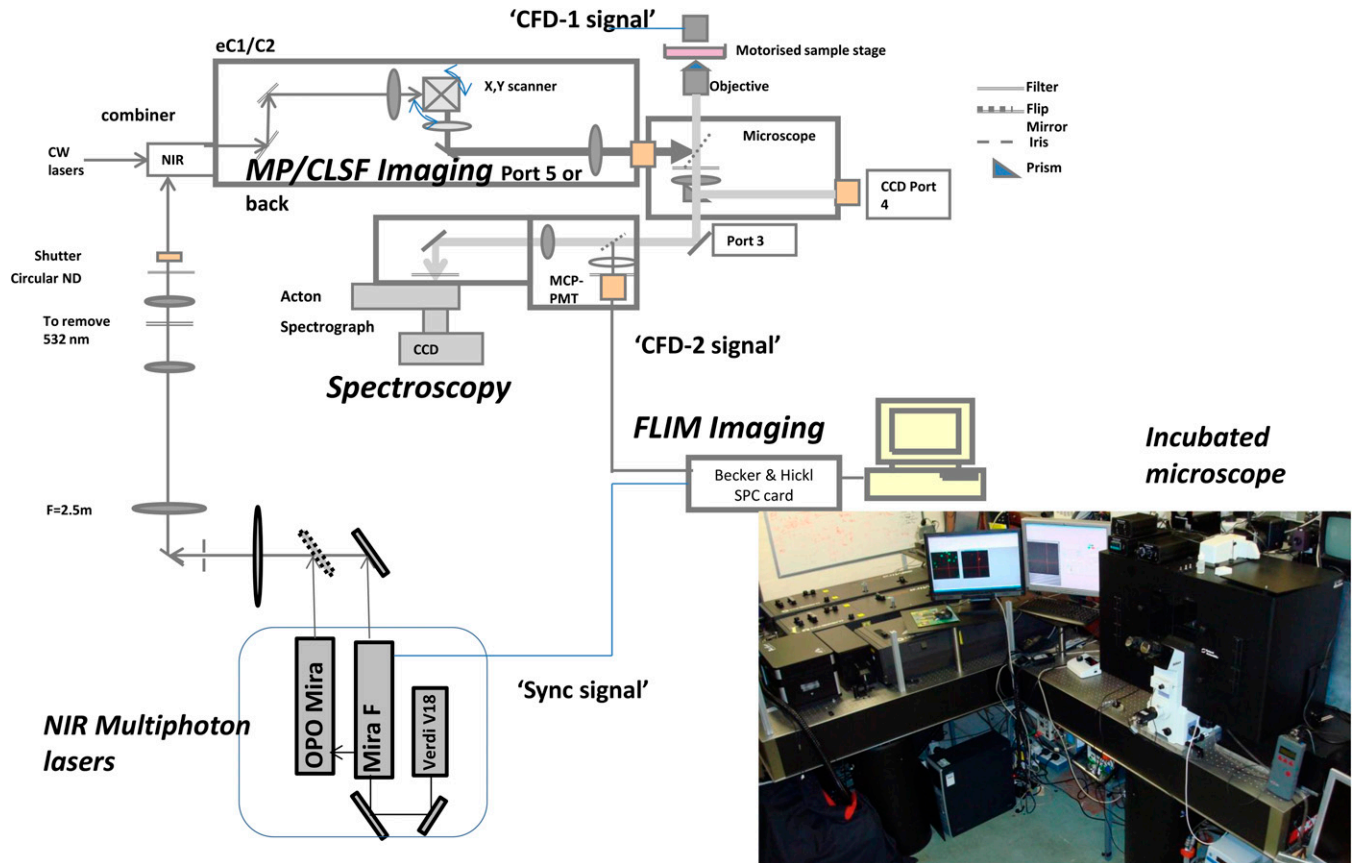 ‘CFD-1 signal’
eC1/C2
Motorised sample stage
X,Y scanner
Objective
Filter
Flip
Mirror
Iris
Prism
combiner
Microscope
CW
lasers
NIR
MP/CLSF Imaging Port 5 or
back
CCD Port
4
Port 3
Shutter
Circular ND
MCP-
PMT
Acton
Spectrograph
To remove
532 nm
CCD
‘CFD-2 signal’
Spectroscopy
FLIM Imaging
Incubated
microscope
Becker & Hickl
SPC card
F=2.5m
‘Sync signal’
NIR Multiphoton
lasers
OPO Mira
Mira F
Verdi V18